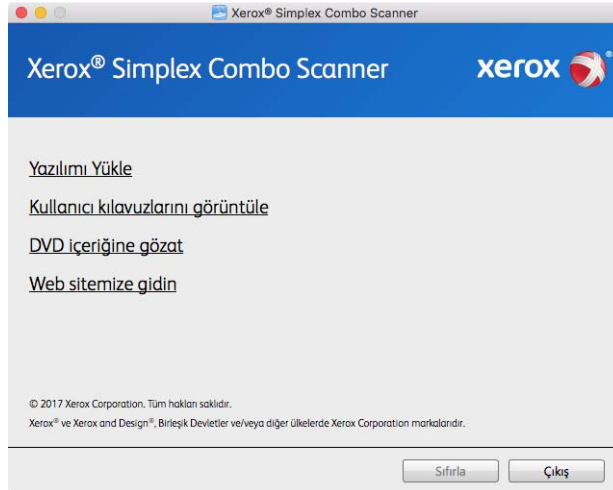 Xerox® Simplex Combo Scanner
Xerox® Simplex Combo Scanner
xerox®
Yazılımı Yükle
Kullanıcı kılavuzlarını görüntüle
DVD içeriğine gözat
Web sitemize gidin
© 2017 Xerox Corporation. Tüm hakları saklıdır.
Xerox® ve Xerox and Design®, Birleşik Devletler ve/veya diğer ülkelerde Xerox Corporation markalarıdır.
Sıfırla
Çıkış